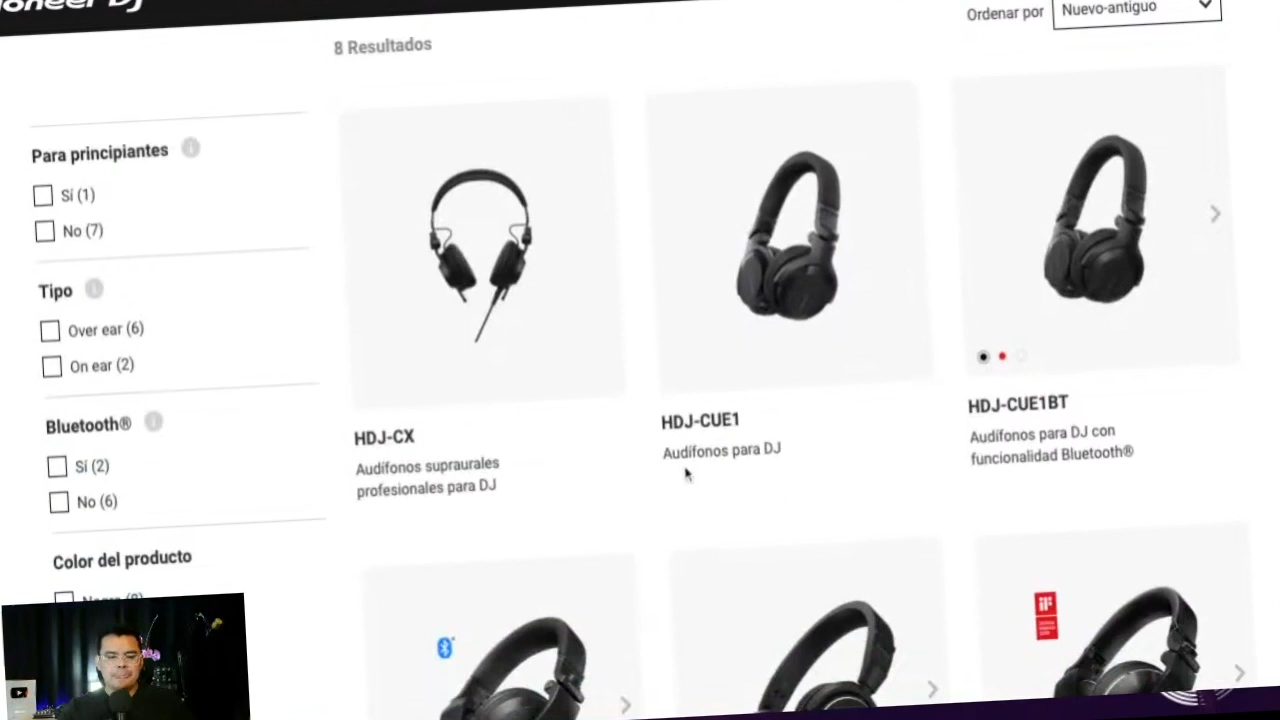 8 Resultados
Ordenar por
Nuevo-antiguo
Para principiantes
Sí (1)
No (7)
Tipo
Over ear (6)
On ear (2)
Bluetooth®
Sí (2)
No (6)
Color del producto
HDJ-CX
Audífonos supraurales
profesionales para DJ
HDJ-CUE1
Audífonos para DJ
HDJ-CUE1BT
Audífonos para DJ con
funcionalidad Bluetooth®